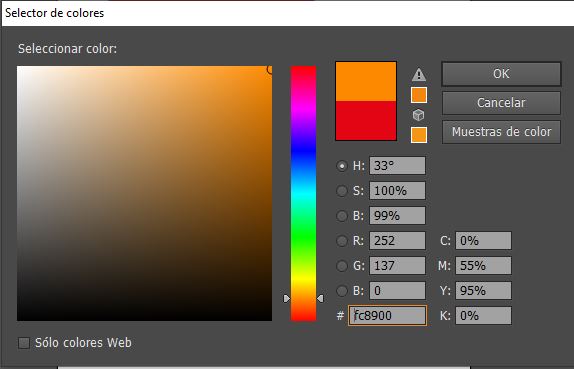 Selector de colores
Seleccionar color:
OK
Cancelar
Muestras de color
H: 33°
S: 100%
B: 99%
R: 252 C: 0%
G: 137 M: 55%
B: 0 Y: 95%
# fc8900 K: 0%
Sólo colores Web